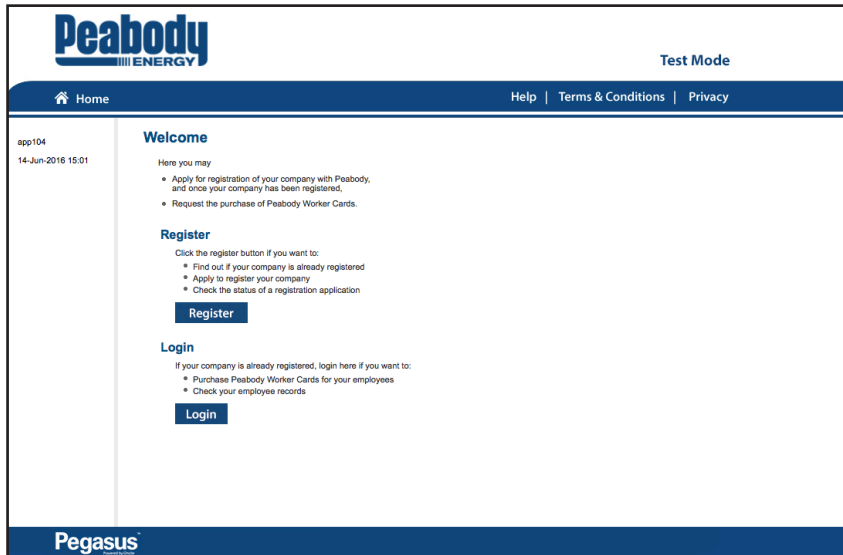 Peabody
ENERGY
Test Mode
Home
Help | Terms & Conditions | Privacy
app104
14-Jun-2016 15:01
Welcome
Here you may
Apply for registration of your company with Peabody,
and once your company has been registered,
Request the purchase of Peabody Worker Cards.
Register
Click the register button if you want to:
Find out if your company is already registered
Apply to register your company
Check the status of a registration application
Register
Login
If your company is already registered, login here if you want to:
Purchase Peabody Worker Cards for your employees
Check your employee records
Login
Pegasus
Powered by Onsite